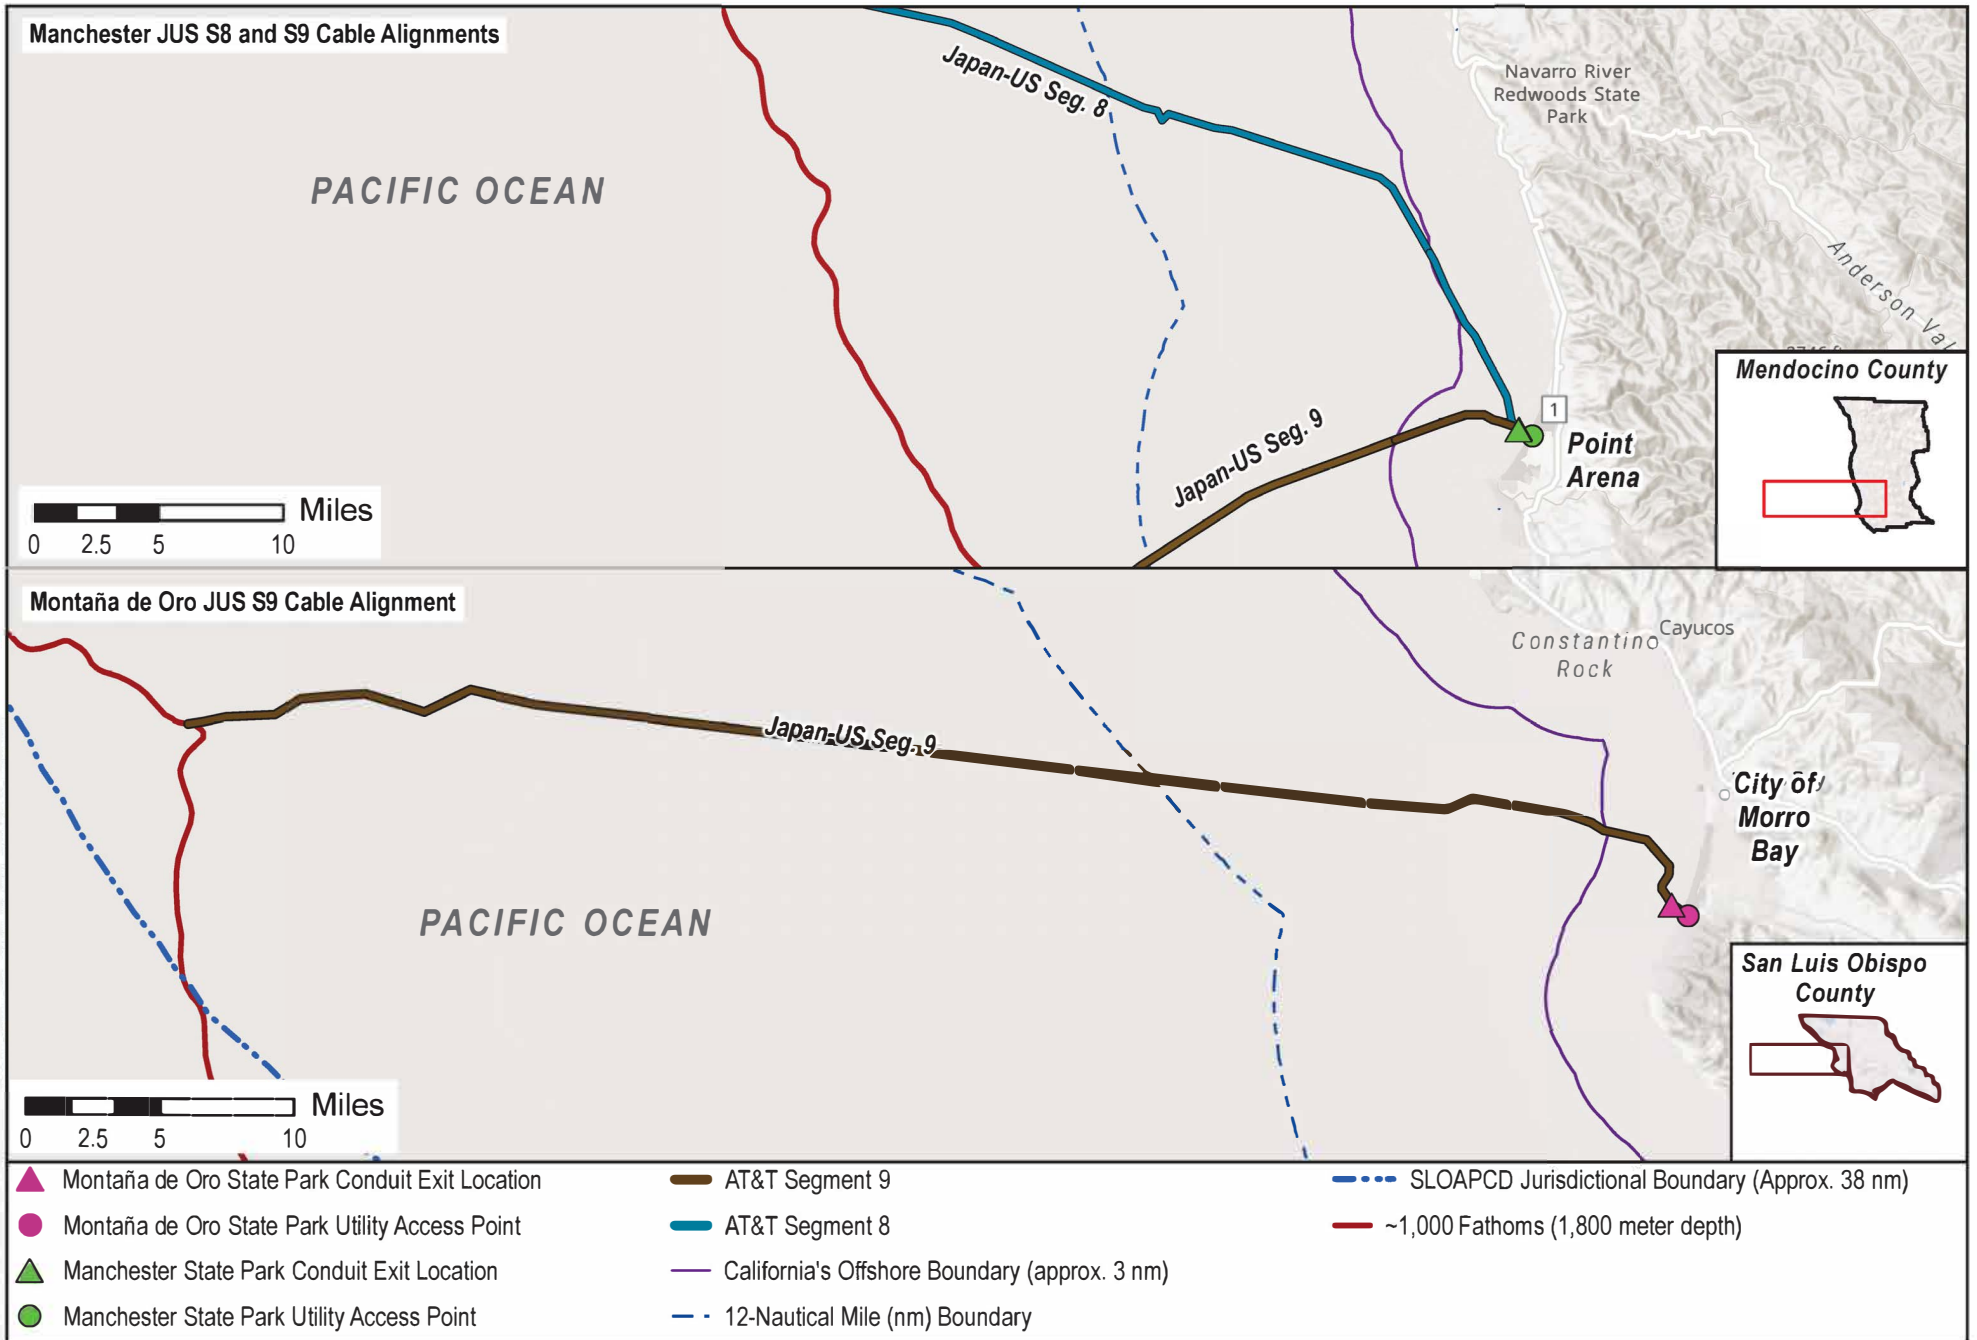 Manchester JUS S8 and S9 Cable Alignments
Japan-US Seg. 8
Navarro River
Redwoods State
Park
PACIFIC OCEAN
Anderson Val
Mendocino County
Japan-US Seg. 9
1
Point
Arena
Miles
0 2.5 5 10
Montaña de Oro JUS S9 Cable Alignment
Constantino
Rock
Cayucos
Japan-US Seg. 9
City of
Morro
Bay
PACIFIC OCEAN
San Luis Obispo
County
Miles
0 2.5 5 10
Montaña de Oro State Park Conduit Exit Location
Montaña de Oro State Park Utility Access Point
Manchester State Park Conduit Exit Location
Manchester State Park Utility Access Point
AT&T Segment 9
AT&T Segment 8
California's Offshore Boundary (approx. 3 nm)
12-Nautical Mile (nm) Boundary
SLOAPCD Jurisdictional Boundary (Approx. 38 nm)
~1,000 Fathoms (1,800 meter depth)